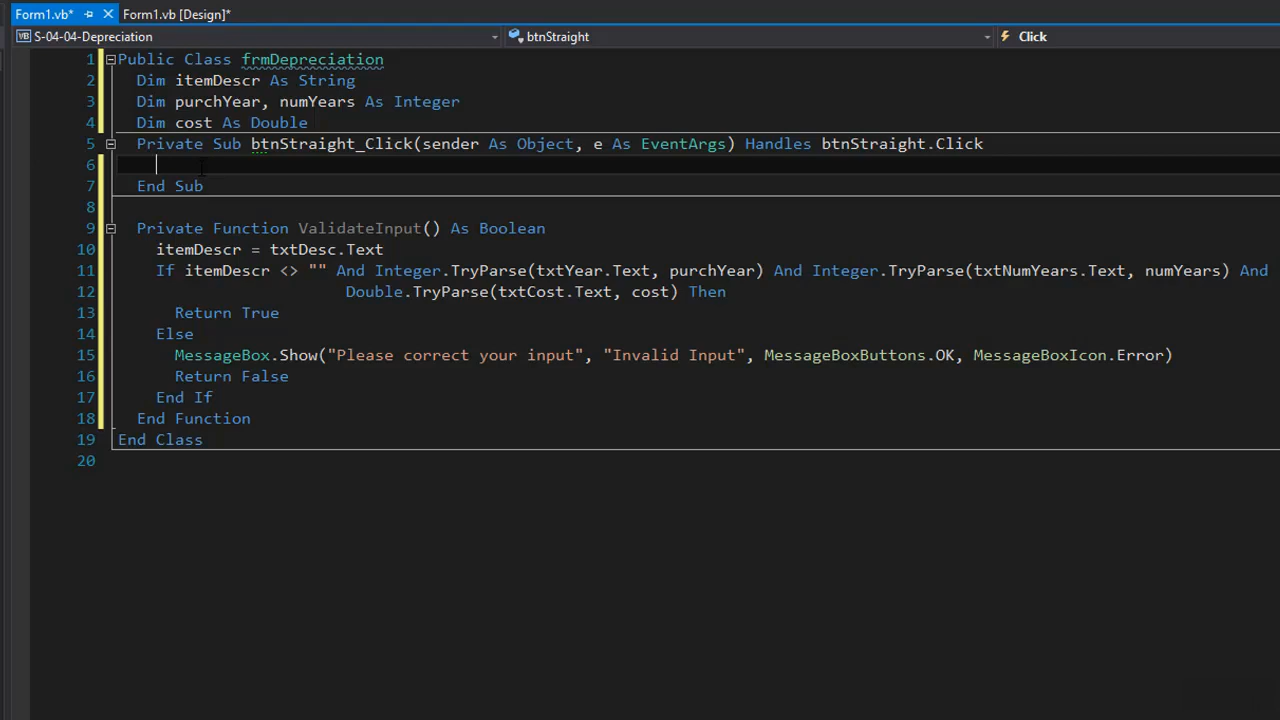 Form1.vb* Form1.vb [Design]*
S-04-04-Depreciation btnStraight Click
1 Public Class frmDepreciation
2 Dim itemDescr As String
3 Dim purchYear, numYears As Integer
4 Dim cost As Double
5 Private Sub btnStraight_Click(sender As Object, e As EventArgs) Handles btnStraight.Click
6
7 End Sub
8
9 Private Function ValidateInput() As Boolean
10 itemDescr = txtDesc.Text
11 If itemDescr <> "" And Integer.TryParse(txtYear.Text, purchYear) And Integer.TryParse(txtNumYears.Text, numYears) And
12 Double.TryParse(txtCost.Text, cost) Then
13 Return True
14 Else
15 MessageBox.Show("Please correct your input", "Invalid Input", MessageBoxButtons.OK, MessageBoxIcon.Error)
16 Return False
17 End If
18 End Function
19 End Class
20